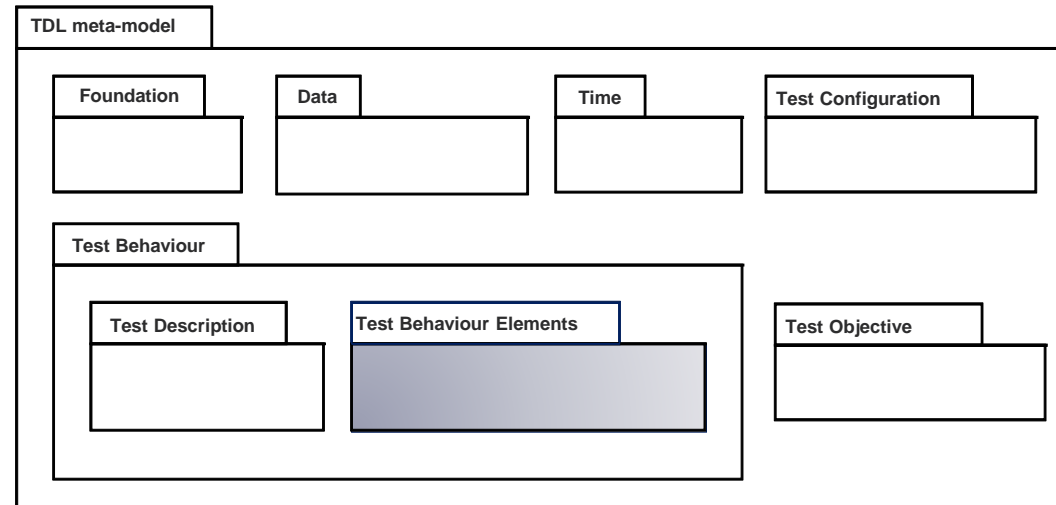 TDL meta-model
Foundation
Data
Time
Test Configuration
Test Behaviour
Test Description
Test Behaviour Elements
Test Objective